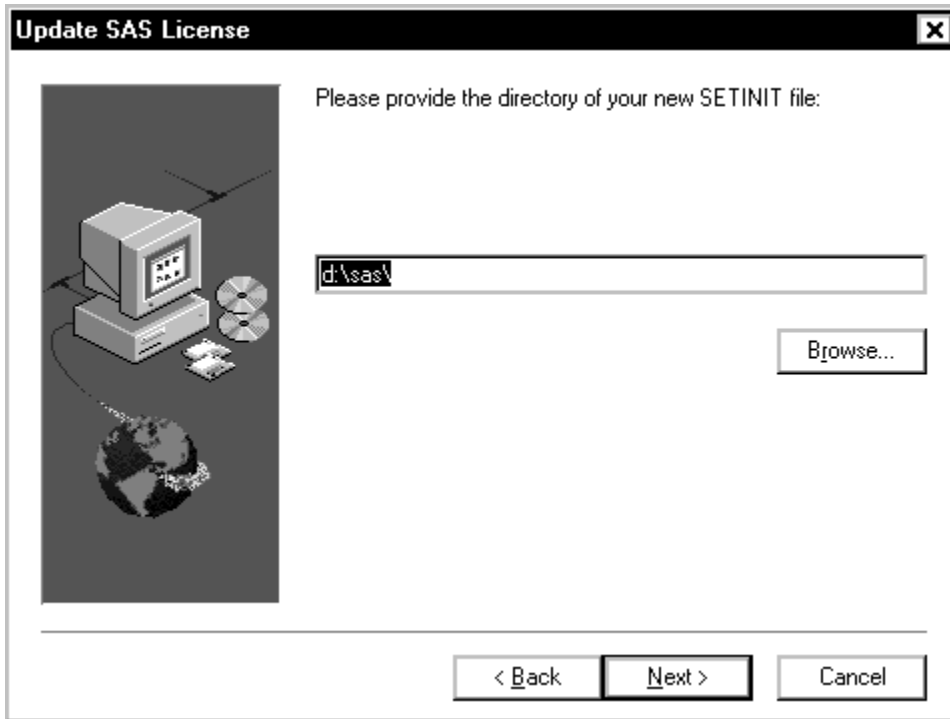 Update SAS License
Please provide the directory of your new SETINIT file:
d:\sas\
Browse...
< Back
Next >
Cancel